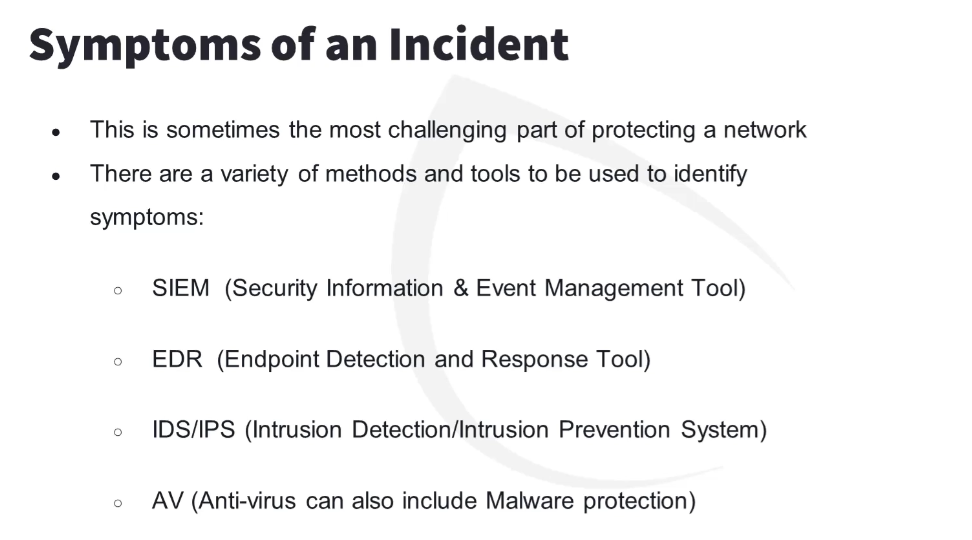 Symptoms of an Incident
● This is sometimes the most challenging part of protecting a network
● There are a variety of methods and tools to be used to identify
symptoms:
○ SIEM (Security Information & Event Management Tool)
○ EDR (Endpoint Detection and Response Tool)
○ IDS/IPS (Intrusion Detection/Intrusion Prevention System)
○ AV (Anti-virus can also include Malware protection)